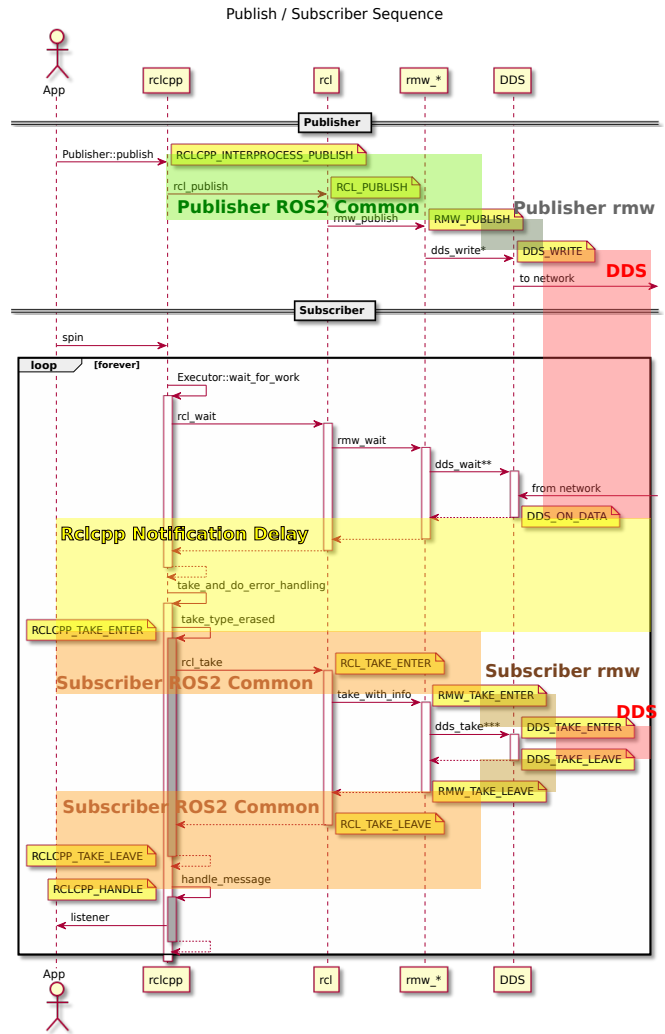 Publish / Subscriber Sequence
App
rclcpp
rcl
rmw_*
DDS
Publisher
Publisher::publish
RCLCPP_INTERPROCESS_PUBLISH
rcl_publish
RCL_PUBLISH
Publisher ROS2 Common
Publisher rmw
rmw_publish
RMW_PUBLISH
dds_write*
DDS_WRITE
DDS
to network
Subscriber
spin
loop
[forever]
Executor::wait_for_work
rcl_wait
rmw_wait
dds_wait**
from network
DDS_ON_DATA
Rclcpp Notification Delay
take_and_do_error_handling
take_type_erased
RCLCPP_TAKE_ENTER
rcl_take
RCL_TAKE_ENTER
Subscriber rmw
Subscriber ROS2 Common
take_with_info
RMW_TAKE_ENTER
DDS
dds_take***
DDS_TAKE_ENTER
DDS_TAKE_LEAVE
RMW_TAKE_LEAVE
Subscriber ROS2 Common
RCL_TAKE_LEAVE
RCLCPP_TAKE_LEAVE
handle_message
RCLCPP_HANDLE
listener
App
rclcpp
rcl
rmw_*
DDS